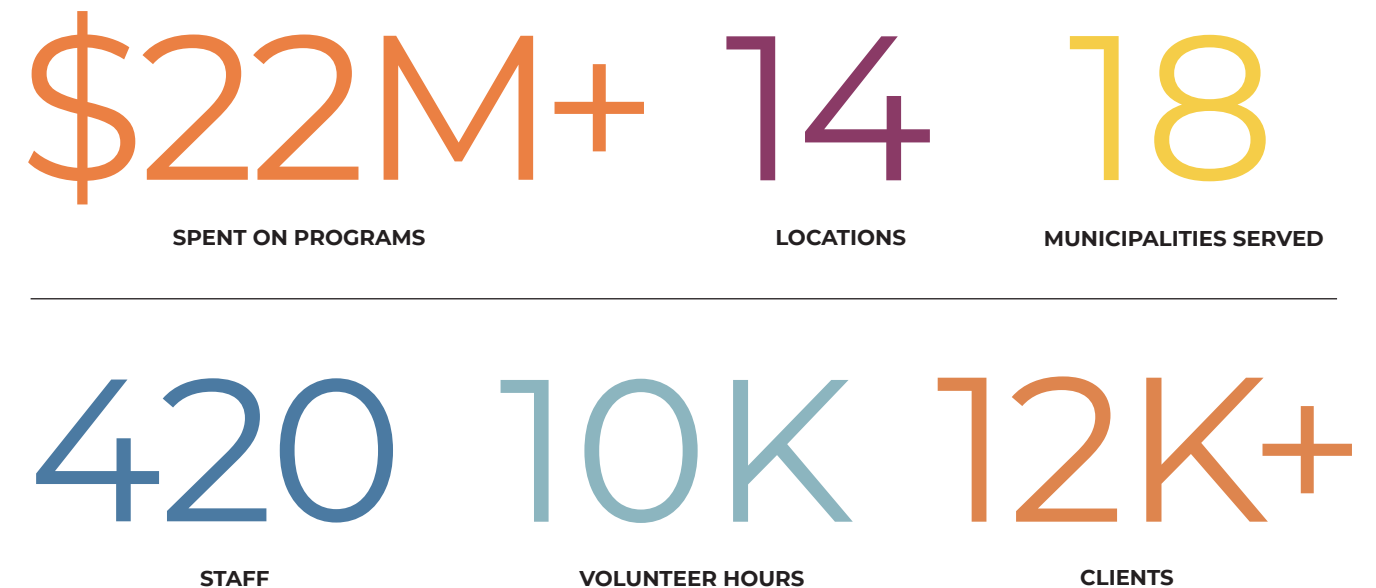 $22M+ 14 18
SPENT ON PROGRAMS LOCATIONS MUNICIPALITIES SERVED
420 10K 12K+
STAFF VOLUNTEER HOURS CLIENTS